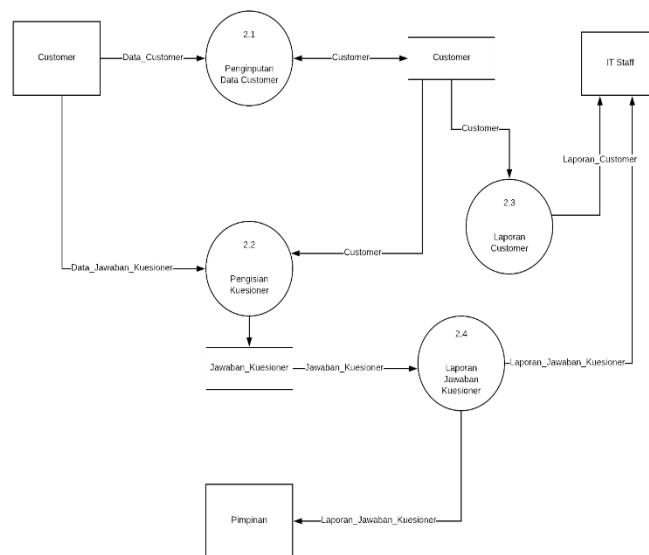 Customer
Data_Customer
2.1
Penginputan
Data Customer
Customer
Customer
IT Staff
Customer
Laporan_Customer
2.3
Laporan
Customer
2.2
Pengisian
Kuesioner
Customer
Data_Jawaban_Kuesioner
2.4
Laporan
Jawaban
Kuesioner
Laporan_Jawaban_Kuesioner
Jawaban_Kuesioner
Jawaban_Kuesioner
Pimpinan
Laporan_Jawaban_Kuesioner